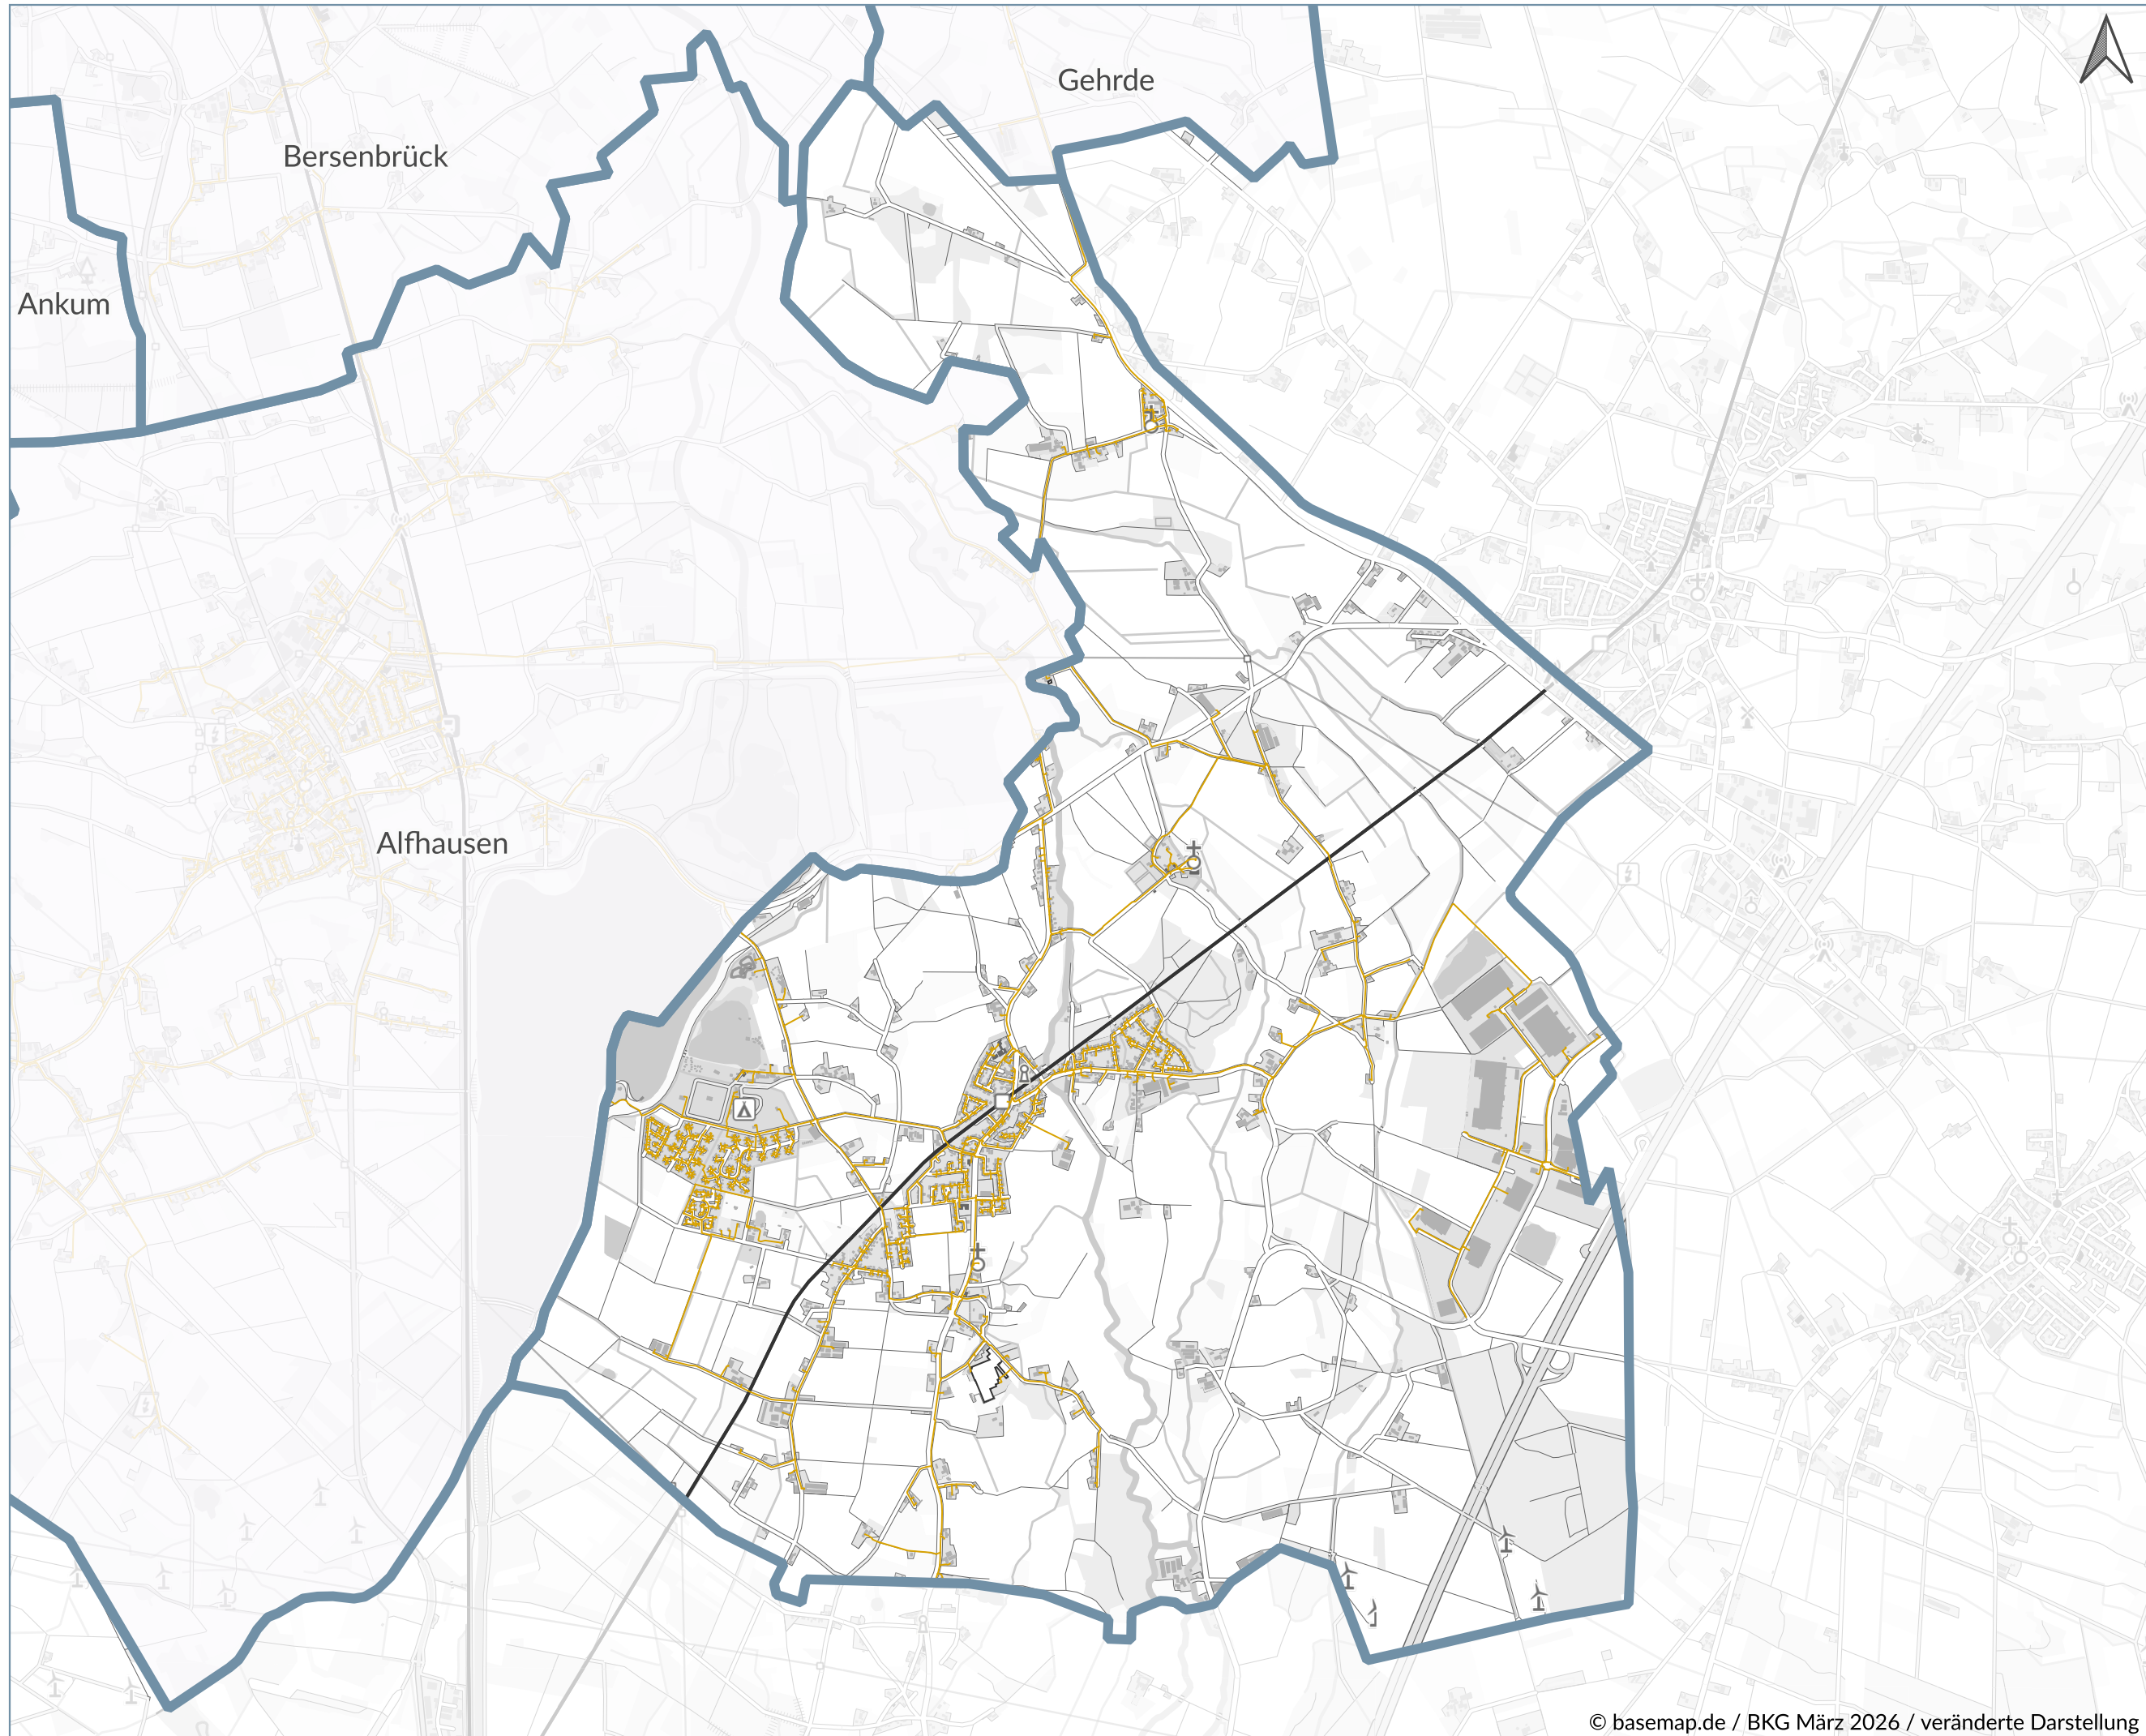 Gehrde
Bersenbrück
Ankum
Alfhausen
© basemap.de / BKG März 2026 / veränderte Darstellung